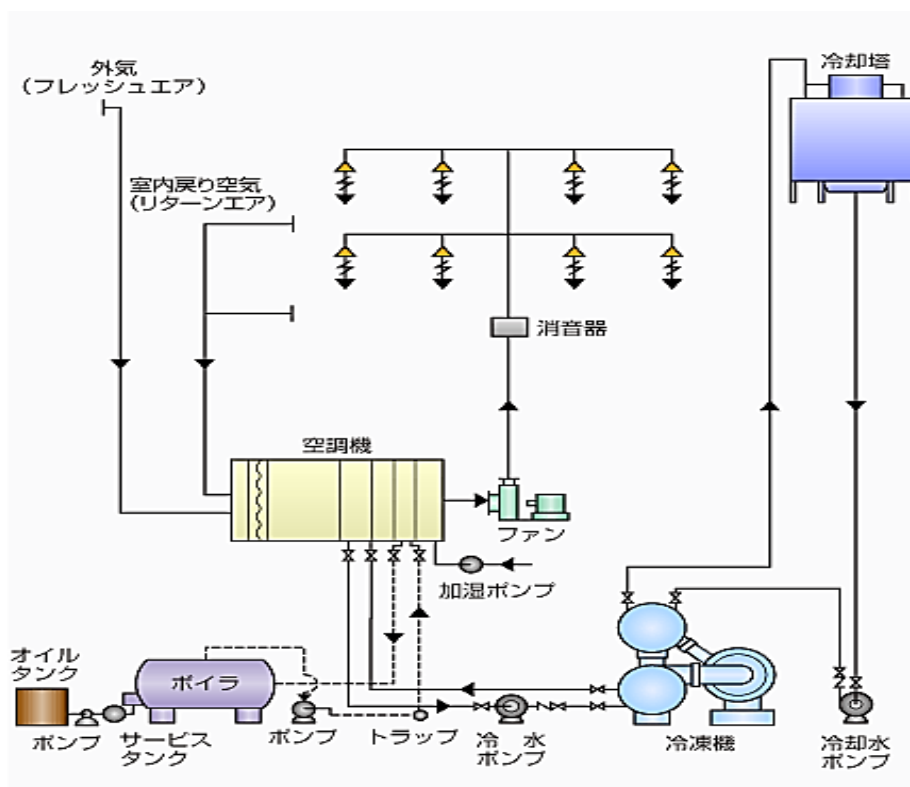 外気
(フレッシュエア)
冷却塔
室内戻り空気
(リターンエア)
消音器
空調機
ファン
加湿ポンプ
オイル
タンク
ボイラ
ポンプ
サービス
タンク
ポンプ
トラップ
冷 水
ポンプ
冷凍機
冷却水
ポンプ